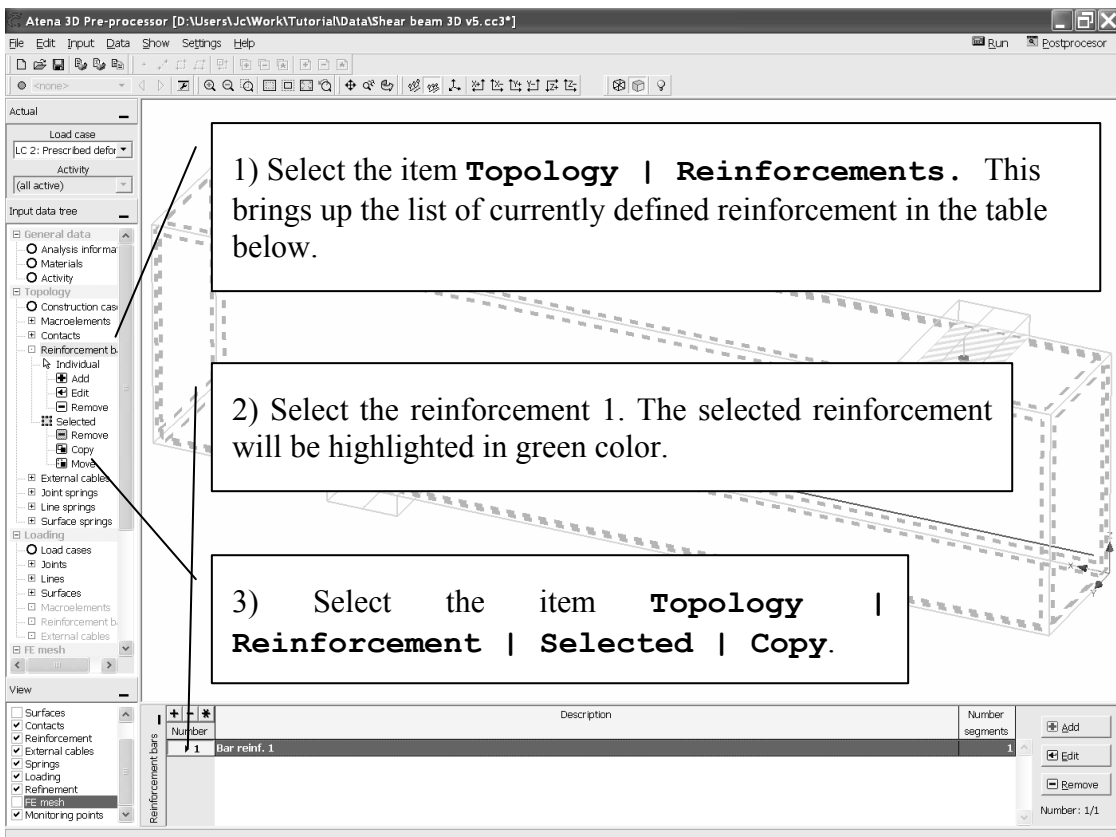 Atena 3D Pre-processor [D:\Users\Jc\Work\Tutorial\Data\Shear beam 3D v5.cc3*]
File Edit Input Data Show Settings Help Run Postprocesor
<none>
Actual
Load case
LC 2: Prescribed defor
Activity
(all active)
Input data tree
General data
Analysis informa
Materials
Activity
Topology
Construction case
Macroelements
Contacts
Reinforcement b
Individual
Add
Edit
Remove
Selected
Remove
Copy
Move
External cables
Joint springs
Line springs
Surface springs
Loading
Load cases
Joints
Lines
Surfaces
Macroelements
Reinforcement b
External cables
FE mesh
1) Select the item Topology | Reinforcements. This
brings up the list of currently defined reinforcement in the table
below.
2) Select the reinforcement 1. The selected reinforcement
will be highlighted in green color.
3) Select the item Topology |
Reinforcement | Selected | Copy.
X
Y
Z
View
Surfaces
Contacts
Reinforcement
External cables
Springs
Loading
Refinement
FE mesh
Monitoring points
Reinforcement bars
Number
Description
Number
segments
1 Bar reinf. 1 1
Add
Edit
Remove
Number: 1/1